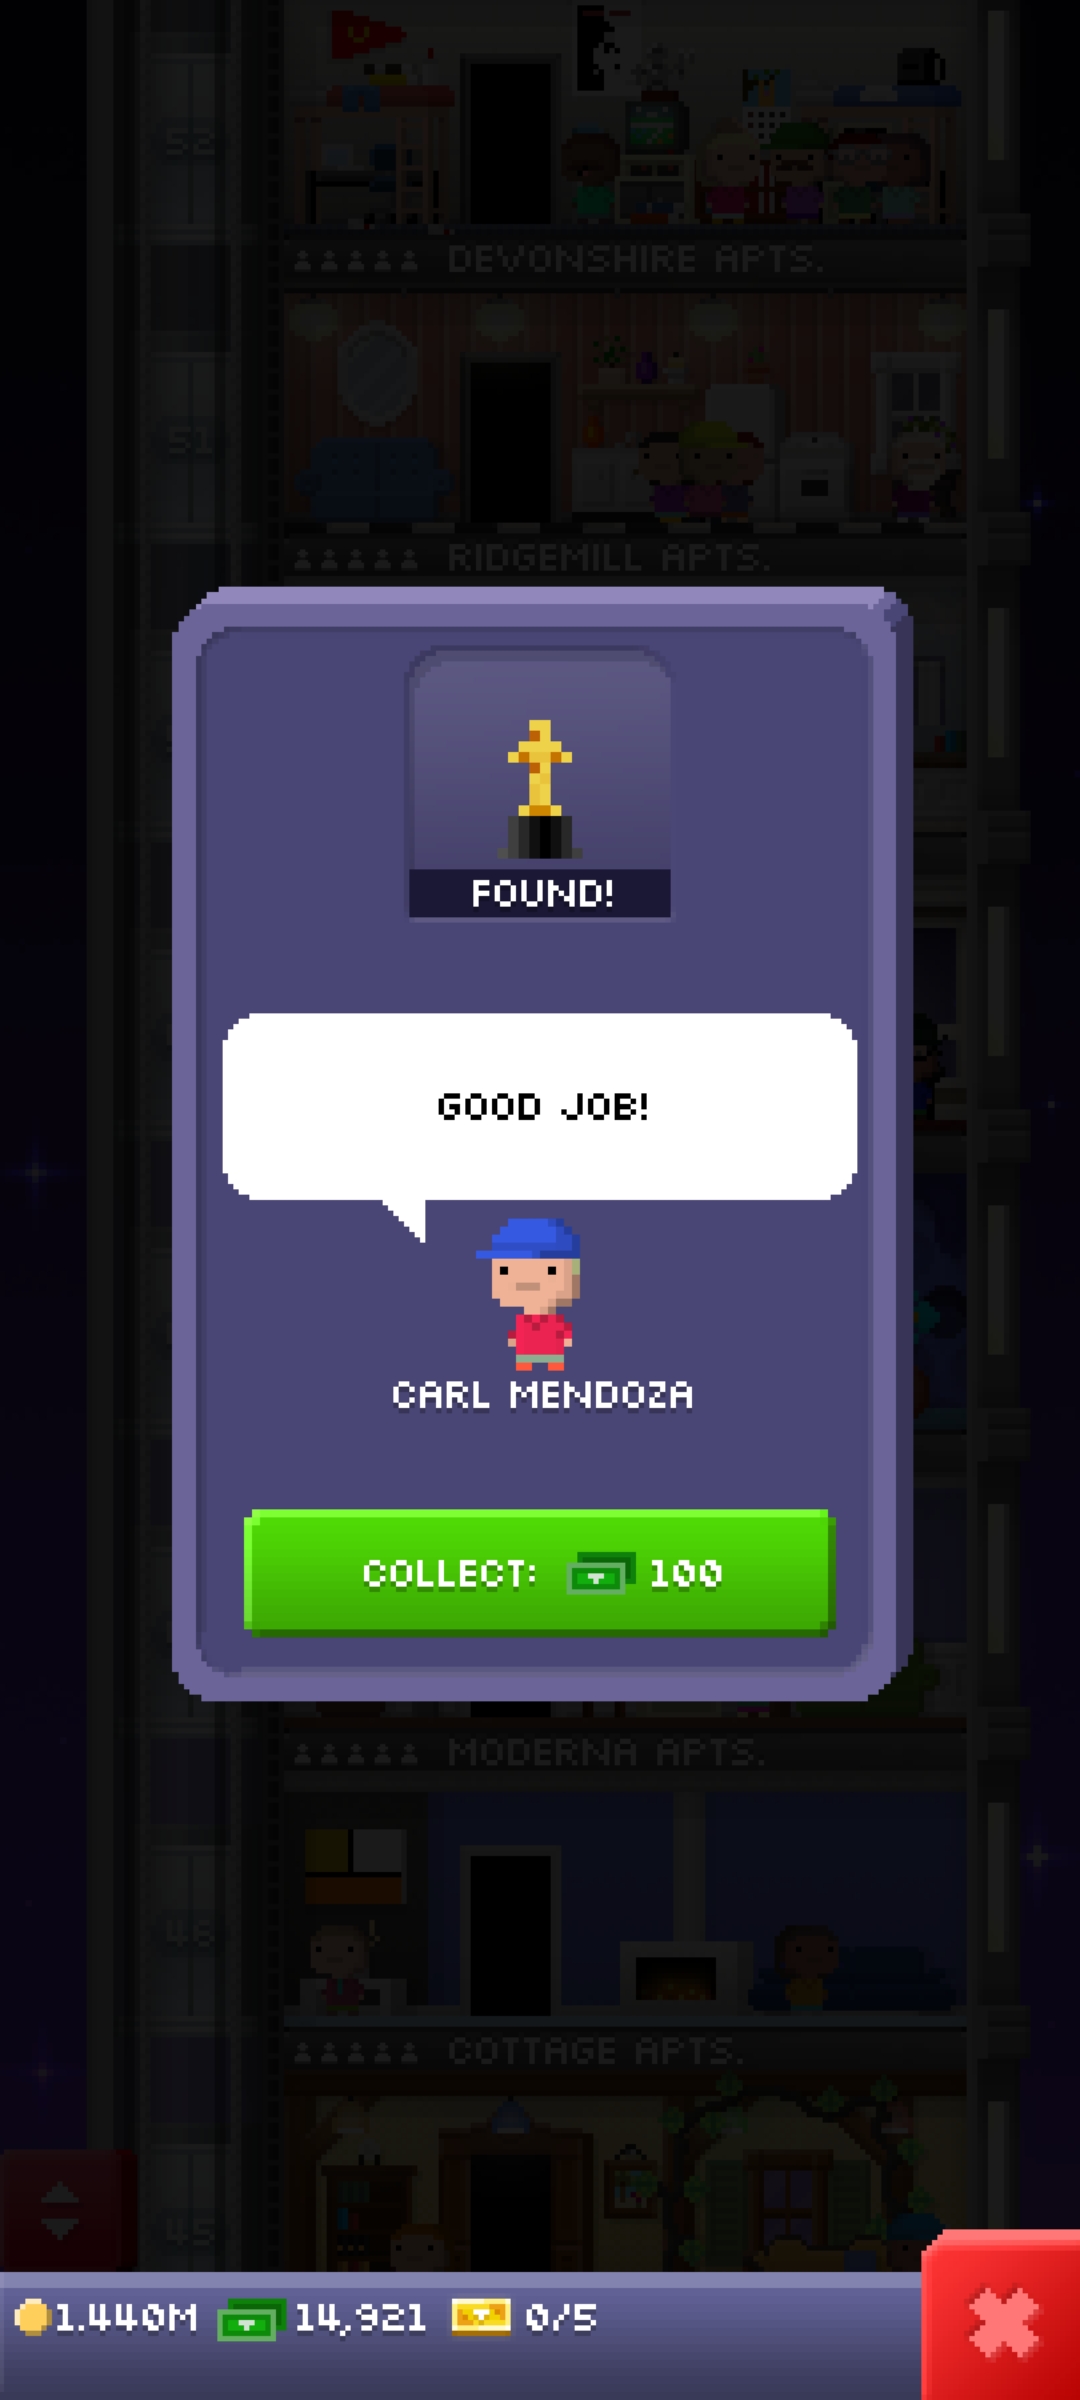 52
DEVONSHIRE APTS.
51
RIDGEMILL APTS.
FOUND!
GOOD JOB!
CARL MENDOZA
COLLECT: 100
MODERNA APTS.
46
COTTAGE APTS.
45
1.440M 14,921 0/5